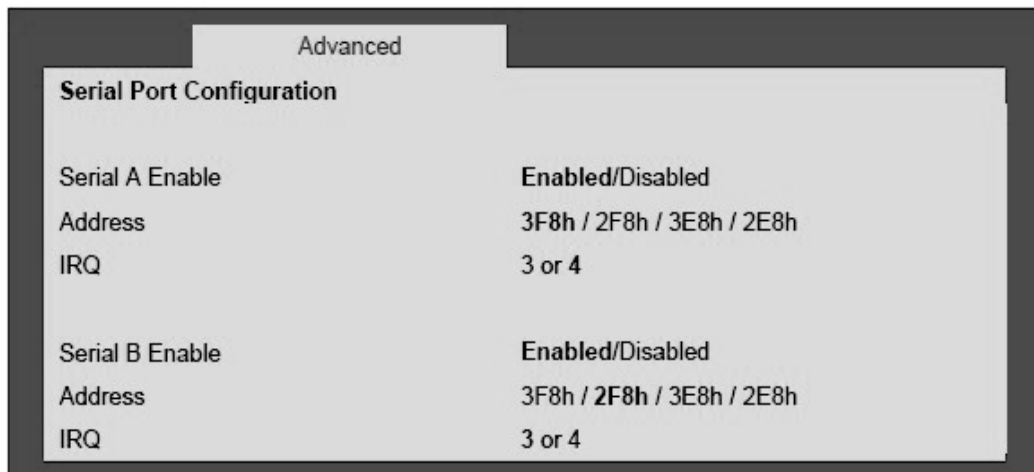 Advanced
Serial Port Configuration
Serial A Enable Enabled/Disabled
Address 3F8h / 2F8h / 3E8h / 2E8h
IRQ 3 or 4
Serial B Enable Enabled/Disabled
Address 3F8h / 2F8h / 3E8h / 2E8h
IRQ 3 or 4